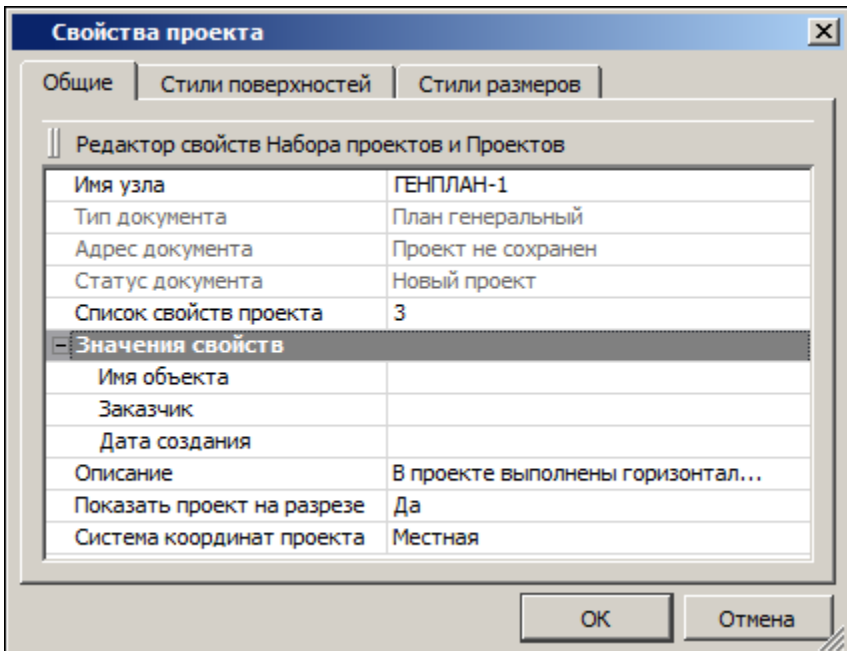 Свойства проекта
Общие Стили поверхностей Стили размеров
Редактор свойств Набора проектов и Проектов
Имя узла ГЕНПЛАН-1
Тип документа План генеральный
Адрес документа Проект не сохранен
Статус документа Новый проект
Список свойств проекта 3
Значения свойств
Имя объекта
Заказчик
Дата создания
Описание В проекте выполнены горизонтал...
Показать проект на разрезе Да
Система координат проекта Местная
OK Отмена